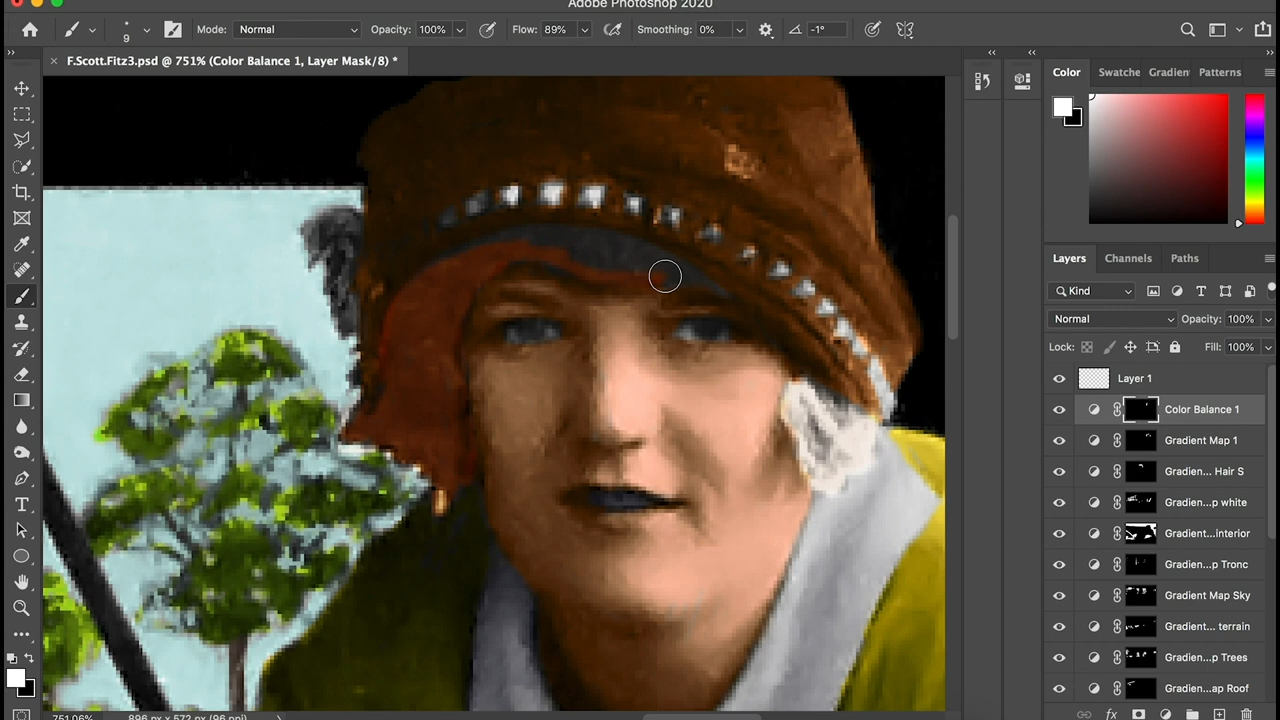 Adobe Photoshop 2020
9 Mode: Normal Opacity: 100% Flow: 89% Smoothing: 0% -1°
F.Scott.Fitz3.psd @ 751% (Color Balance 1, Layer Mask/8) *
Color Swatche Gradien Patterns
Layers Channels Paths
Kind
Normal Opacity: 100%
Lock: Fill: 100%
Layer 1
Color Balance 1
Gradient Map 1
Gradien... Hair S
Gradien...p white
Gradient...interior
Gradient...p Tronc
Gradient Map Sky
Gradient... terrain
Gradien...p Trees
Gradien...ap Roof
751.06% 896 px x 572 px (96 ppi)
fx